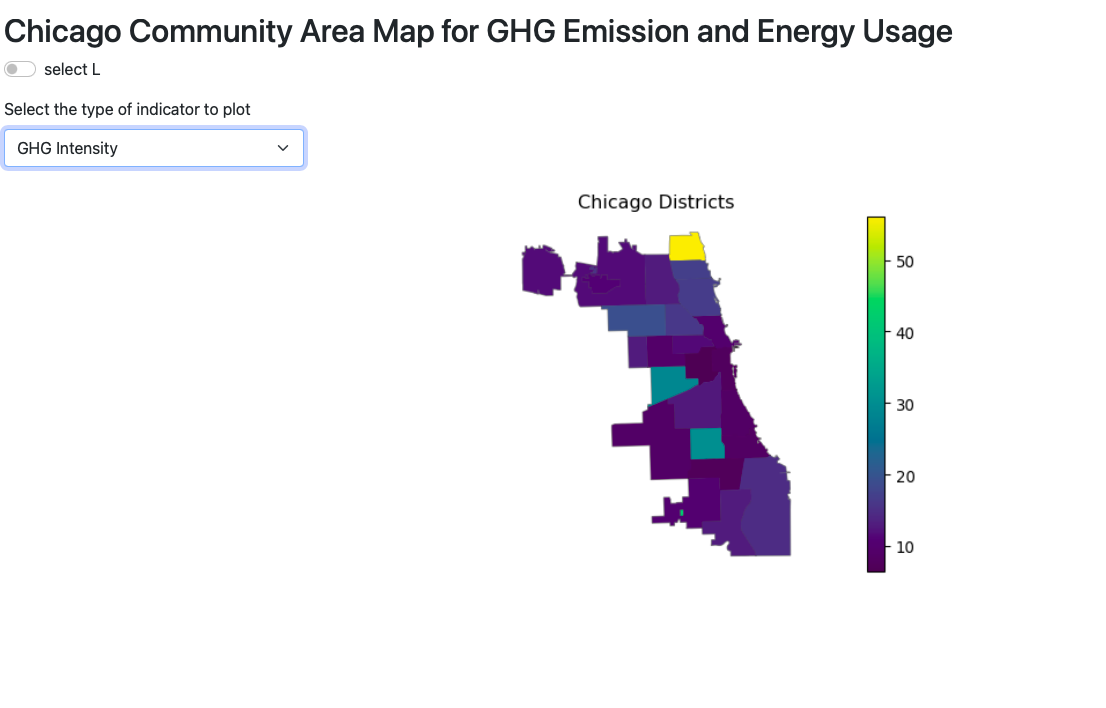 Chicago Community Area Map for GHG Emission and Energy Usage
select L
Select the type of indicator to plot
GHG Intensity
Chicago Districts
50
40
30
20
10